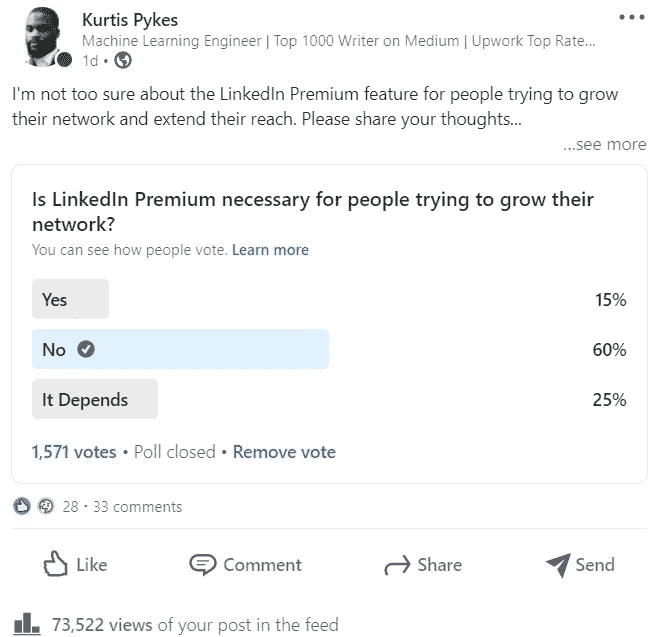 Kurtis Pykes
Machine Learning Engineer | Top 1000 Writer on Medium | Upwork Top Rate...
1d •
I'm not too sure about the LinkedIn Premium feature for people trying to grow
their network and extend their reach. Please share your thoughts...
...see more
Is LinkedIn Premium necessary for people trying to grow their
network?
You can see how people vote. Learn more
Yes 15%
No 60%
It Depends 25%
1,571 votes • Poll closed • Remove vote
28 · 33 comments
Like Comment Share Send
73,522 views of your post in the feed